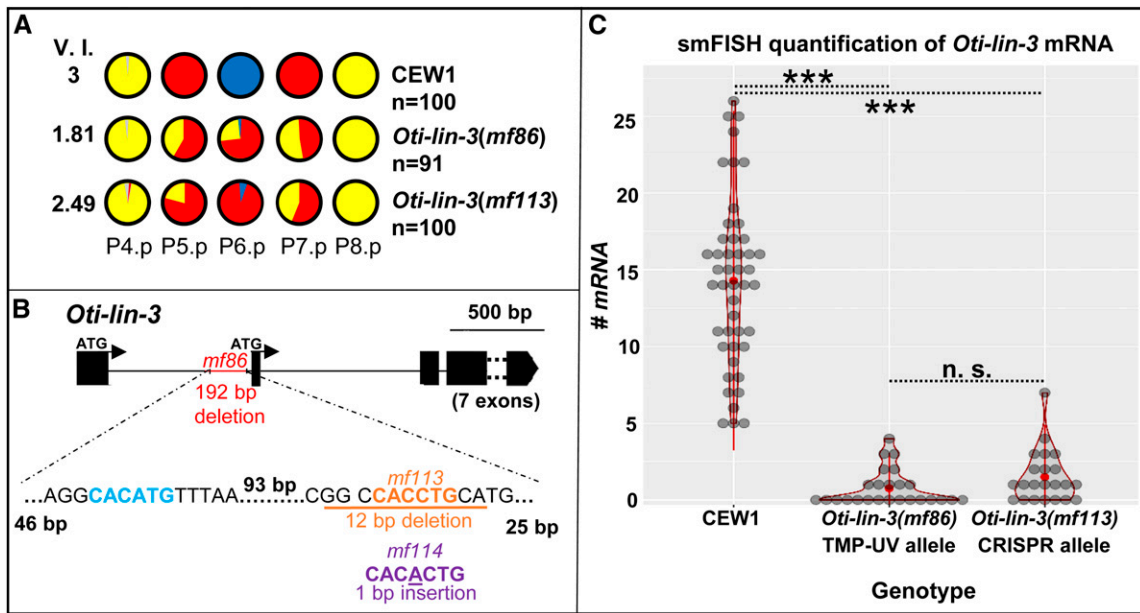 A
V. I.
3
CEW1
n=100
1.81
Oti-lin-3(mf86)
n=91
2.49
Oti-lin-3(mf113)
n=100
P4.p P5.p P6.p P7.p P8.p
B
Oti-lin-3
500 bp
ATG
ATG
mf86
192 bp
deletion
(7 exons)
93 bp
mf113
...AGGCACATGTTTAA..........CGG CCACCTGCATG...
46 bp
12 bp deletion
25 bp
mf114
CACACTG
1 bp insertion
C
smFISH quantification of Oti-lin-3 mRNA
***
***
n. s.
# mRNA
25
20
15
10
5
0
CEW1
Oti-lin-3(mf86)
TMP-UV allele
Oti-lin-3(mf113)
CRISPR allele
Genotype